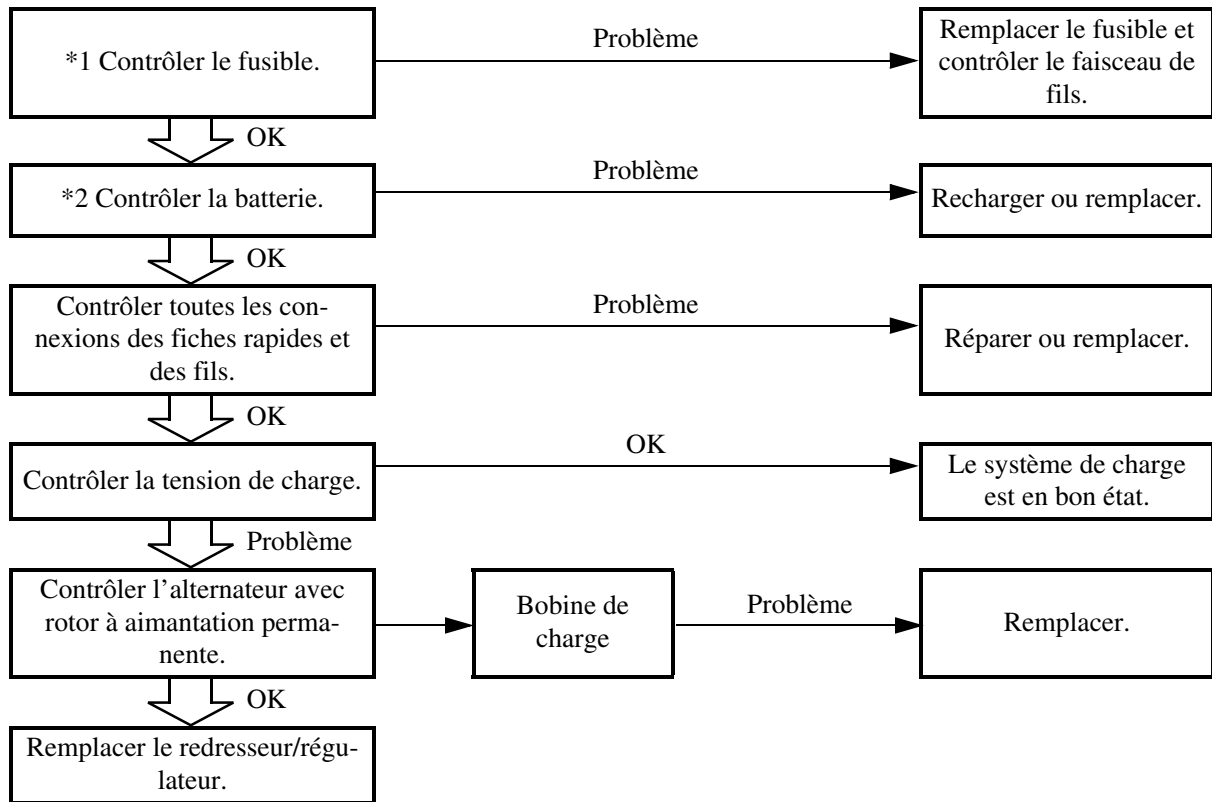 *1 Contrôler le fusible.
Problème
Remplacer le fusible et
contrôler le faisceau de
fils.
OK
*2 Contrôler la batterie.
Problème
Recharger ou remplacer.
OK
Contrôler toutes les con-
nexions des fiches rapides et
des fils.
Problème
Réparer ou remplacer.
OK
Contrôler la tension de charge.
OK
Le système de charge
est en bon état.
Problème
Contrôler l’alternateur avec
rotor à aimantation perma-
nente.
Bobine de
charge
Problème
Remplacer.
OK
Remplacer le redresseur/régu-
lateur.